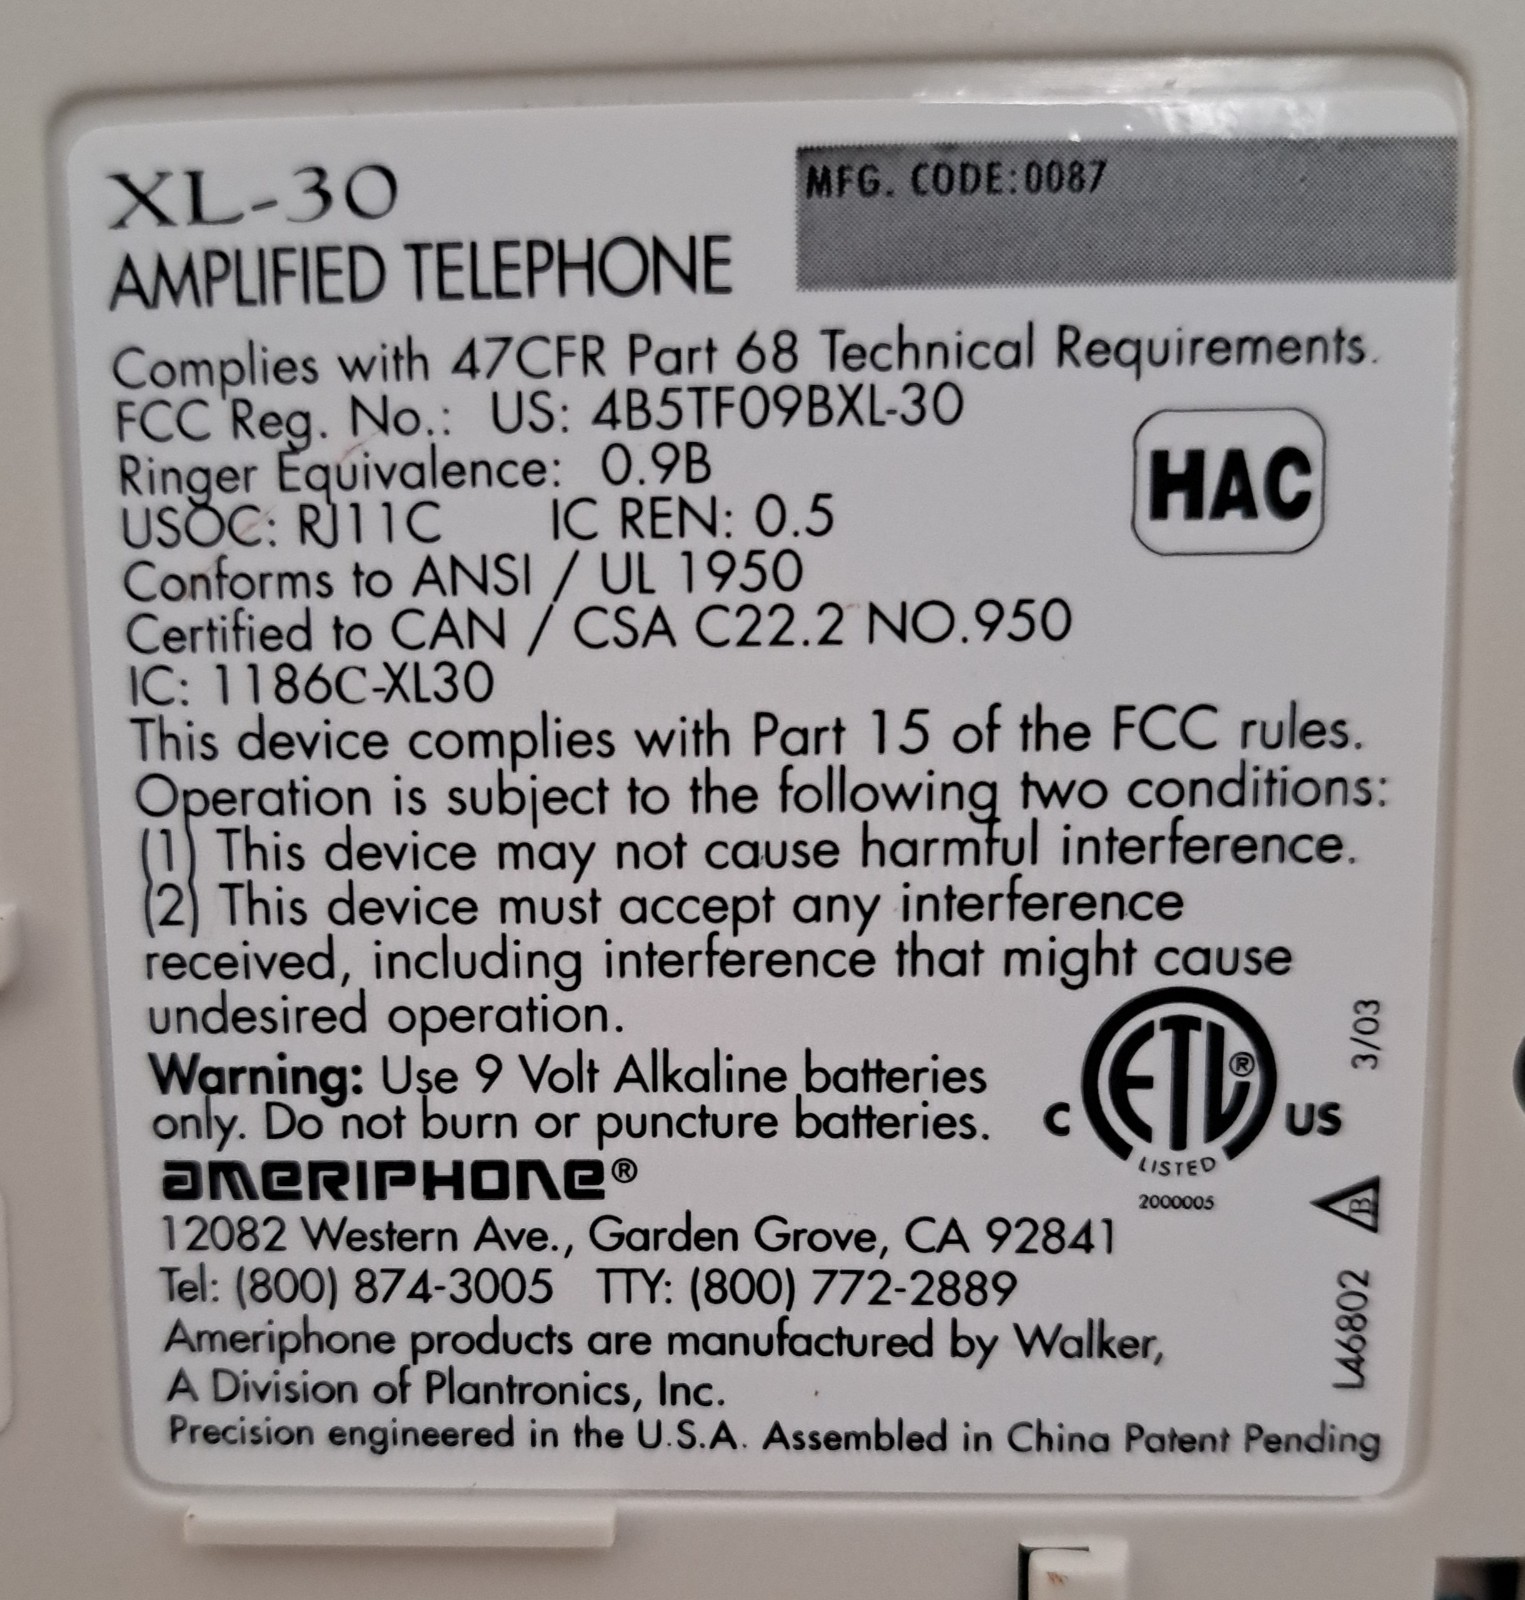 XL-30
MFG. CODE:0087
AMPLIFIED TELEPHONE
Complies with 47CFR Part 68 Technical Requirements.
FCC Reg. No.: US: 4B5TF09BXL-30
HAC
Ringer Equivalence: 0.9B
USOC: RJ11C IC REN: 0.5
Conforms to ANSI / UL 1950
Certified to CAN / CSA C22.2 NO.950
IC: 1186C-XL30
This device complies with Part 15 of the FCC rules.
Operation is subject to the following two conditions:
(1) This device may not cause harmful interference.
(2) This device must accept any interference
received, including interference that might cause
undesired operation.
3/03
Warning: Use 9 Volt Alkaline batteries
only. Do not burn or puncture batteries.
C ETL® US
LISTED
2000005
AMERIPHONE®
B
12082 Western Ave., Garden Grove, CA 92841
Tel: (800) 874-3005 TTY: (800) 772-2889
L46802
Ameriphone products are manufactured by Walker,
A Division of Plantronics, Inc.
Precision engineered in the U.S.A. Assembled in China Patent Pending